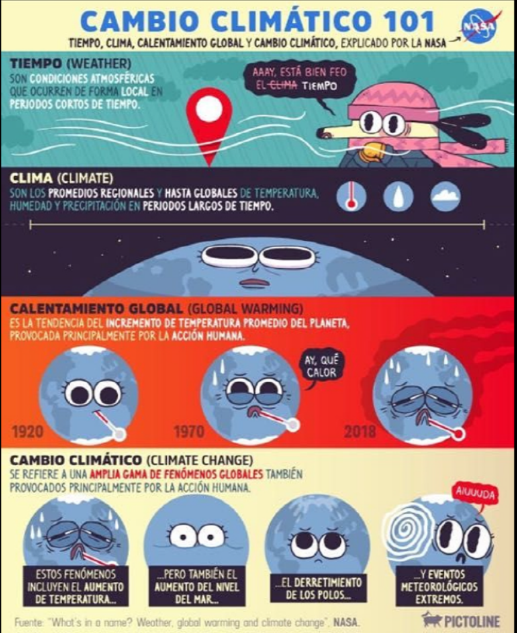 CAMBIO CLIMÁTICO 101
NASA
TIEMPO, CLIMA, CALENTAMIENTO GLOBAL Y CAMBIO CLIMÁTICO, EXPLICADO POR LA NASA
TIEMPO (WEATHER)
SON CONDICIONES ATMOSFÉRICAS
QUE OCURREN DE FORMA LOCAL EN
PERIODOS CORTOS DE TIEMPO.
AAAY, ESTÁ BIEN FEO
EL CLIMA TIEMPO
CLIMA (CLIMATE)
SON LOS PROMEDIOS REGIONALES Y HASTA GLOBALES DE TEMPERATURA,
HUMEDAD Y PRECIPITACIÓN EN PERIODOS LARGOS DE TIEMPO.
CALENTAMIENTO GLOBAL (GLOBAL WARMING)
ES LA TENDENCIA DEL INCREMENTO DE TEMPERATURA PROMEDIO DEL PLANETA,
PROVOCADA PRINCIPALMENTE POR LA ACCIÓN HUMANA.
AY, QUÉ
CALOR
1920
1970
2018
CAMBIO CLIMÁTICO (CLIMATE CHANGE)
SE REFIERE A UNA AMPLIA GAMA DE FENÓMENOS GLOBALES TAMBIÉN
PROVOCADOS PRINCIPALMENTE POR LA ACCIÓN HUMANA.
AIUUUDA
ESTOS FENÓMENOS
INCLUYEN EL AUMENTO
DE TEMPERATURA...
...PERO TAMBIÉN EL
AUMENTO DEL NIVEL
DEL MAR...
...EL DERRETIMIENTO
DE LOS POLOS...
...Y EVENTOS
METEOROLÓGICOS
EXTREMOS.
Fuente: "What's in a name? Weather, global warming and climate change", NASA.
PICTOLINE